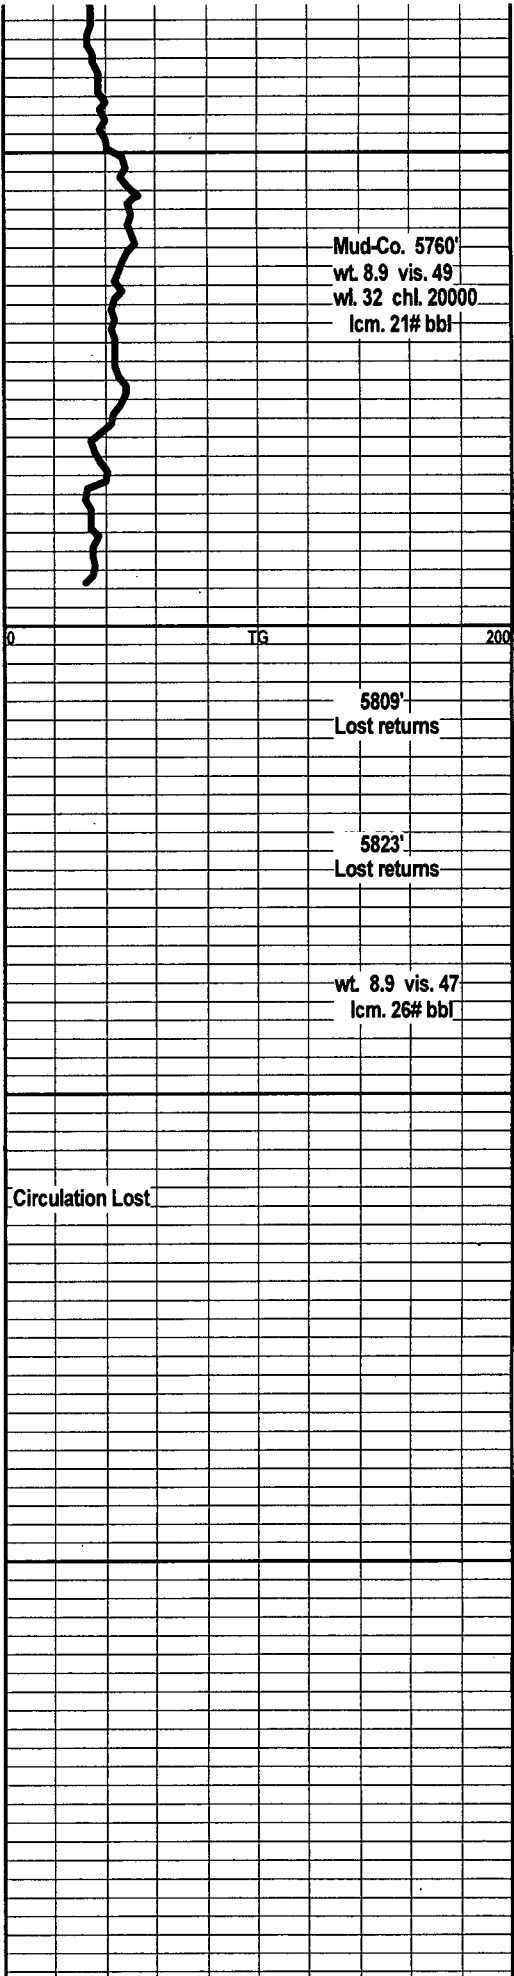 Mud-Co. 5760'
wt. 8.9 vis. 49
wl. 32 chl. 20000
lcm. 21# bbl
0 TG 200
5809'
Lost returns
5823'
Lost returns
wt. 8.9 vis. 47
lcm. 26# bbl
Circulation Lost